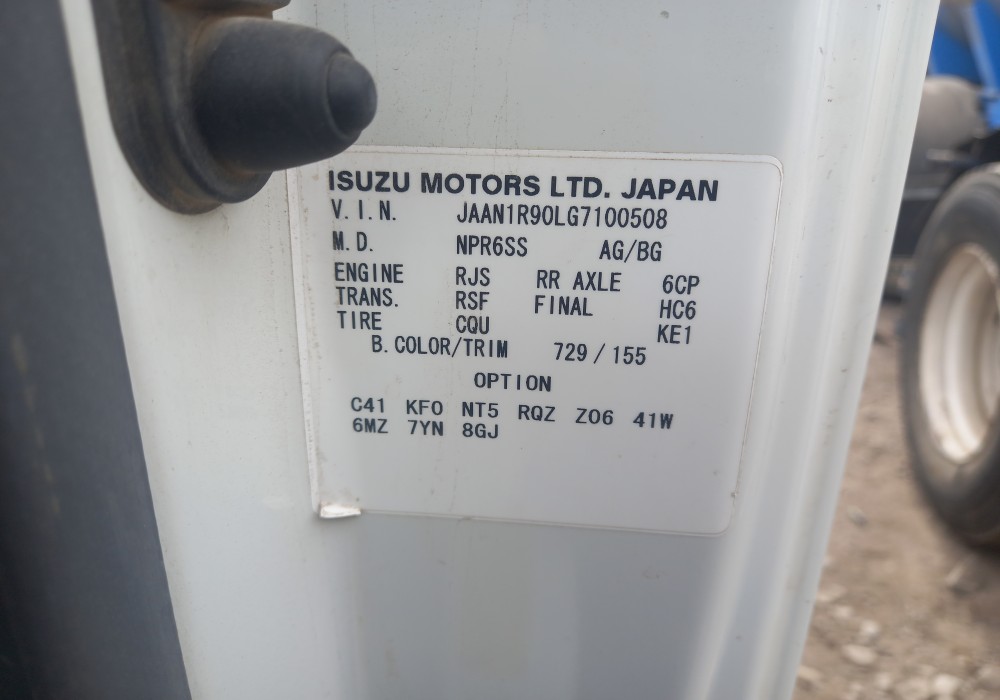 ISUZU MOTORS LTD. JAPAN
V.I.N. JAAN1R90LG7100508
M.D. NPR6SS AG/BG
ENGINE RJS RR AXLE 6CP
TRANS. RSF FINAL HC6
TIRE CQU KE1
B.COLOR/TRIM 729/155
OPTION
C41 KF0 NT5 RQZ Z06 41W
6MZ 7YN 8GJ